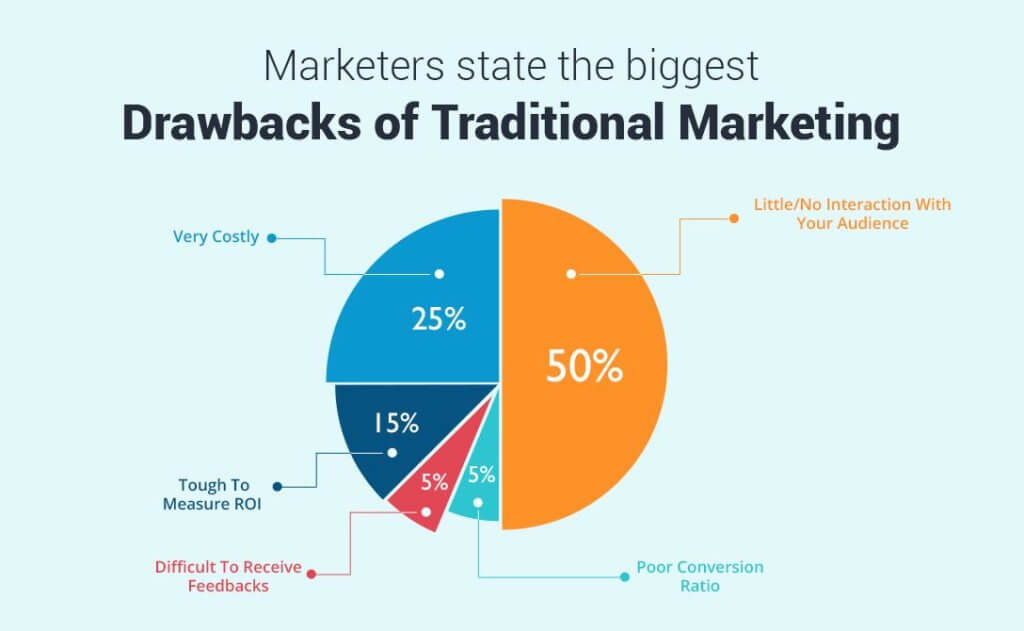 Marketers state the biggest
Drawbacks of Traditional Marketing
Little/No Interaction With
Your Audience
Very Costly
25%
50%
15%
Tough To
Measure ROI
5%
5%
Difficult To Receive
Feedbacks
Poor Conversion
Ratio